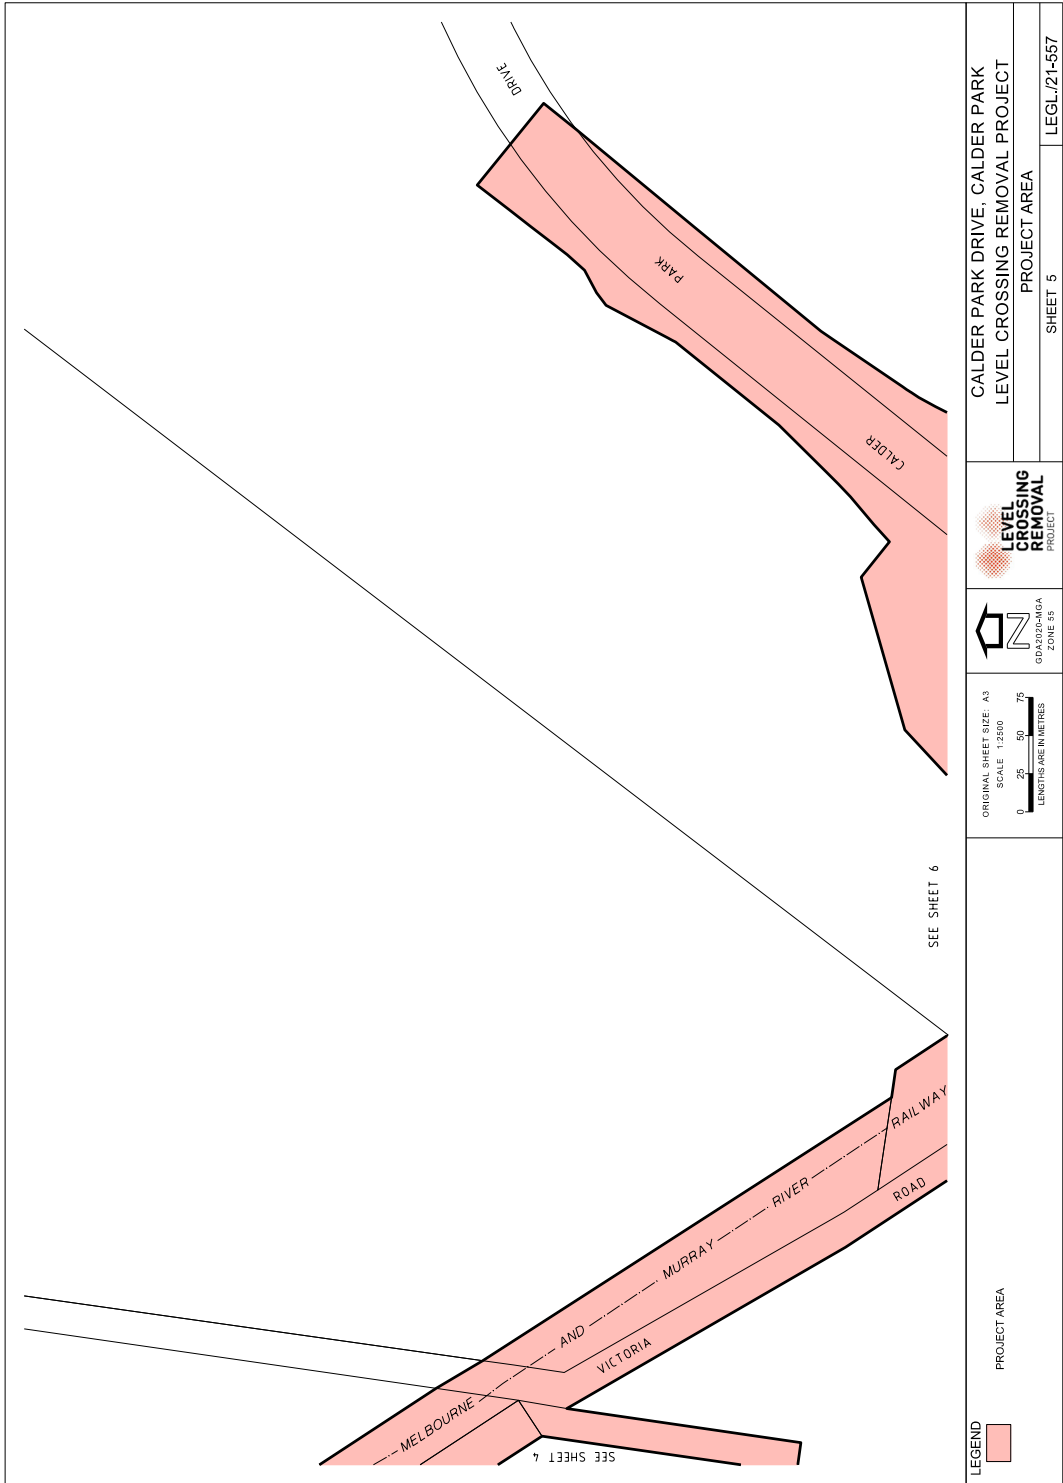 DRIVE
PARK
CALDER
SEE SHEET 6
MELBOURNE AND MURRAY RIVER RAILWAY
VICTORIA ROAD
SEE SHEET 4
LEGEND
PROJECT AREA
ORIGINAL SHEET SIZE: A3
SCALE 1:2500
0 25 50 75
LENGTHS ARE IN METRES
N
GDA2020-MGA
ZONE 55
LEVEL
CROSSING
REMOVAL
PROJECT
CALDER PARK DRIVE, CALDER PARK
LEVEL CROSSING REMOVAL PROJECT
PROJECT AREA
SHEET 5
LEGL./21-557